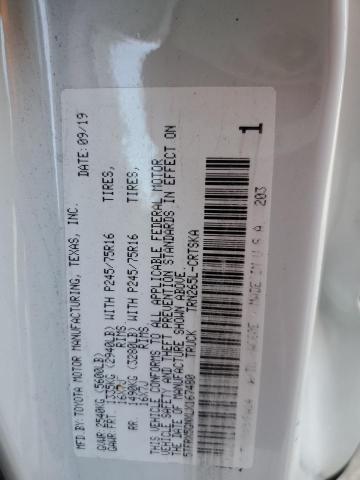 MFD.BY:TOYOTA MOTOR MANUFACTURING, TEXAS, INC.
DATE:09/19
GVWR 2540KG (5600LB)
GAWR FRT. 1335KG (2940LB) WITH P245/75R16 TIRES,
16X7J RIMS,
RR. 1490KG (3280LB) WITH P245/75R16 TIRES,
16X7J RIMS,
THIS VEHICLE CONFORMS TO ALL APPLICABLE FEDERAL MOTOR
VEHICLE SAFETY AND THEFT PREVENTION STANDARDS IN EFFECT ON
THE DATE OF MANUFACTURE SHOWN ABOVE.
TRUCK
TRN265L-CRTSKA
1
203
MADE IN U S A